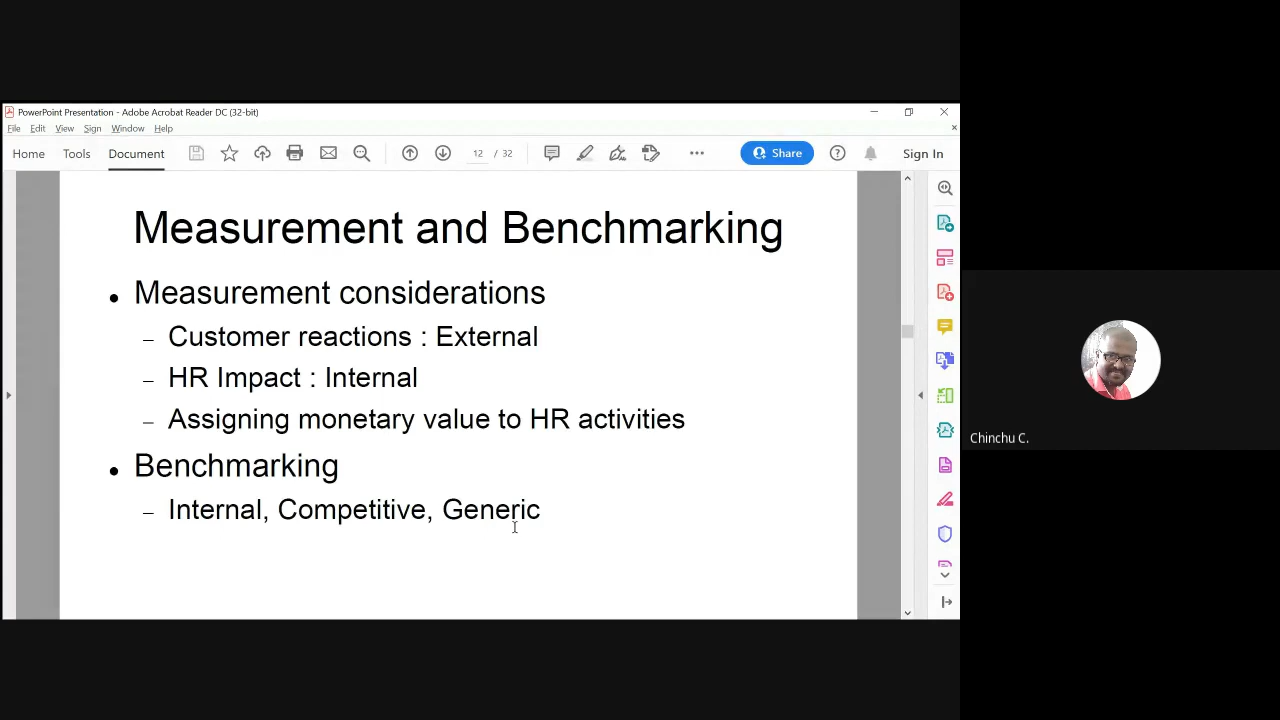 PowerPoint Presentation - Adobe Acrobat Reader DC (32-bit)
File Edit View Sign Window Help
Home Tools Document 12 / 32 Share Sign In
Measurement and Benchmarking
• Measurement considerations
– Customer reactions : External
– HR Impact : Internal
– Assigning monetary value to HR activities
• Benchmarking
– Internal, Competitive, Generic
Chinchu C.